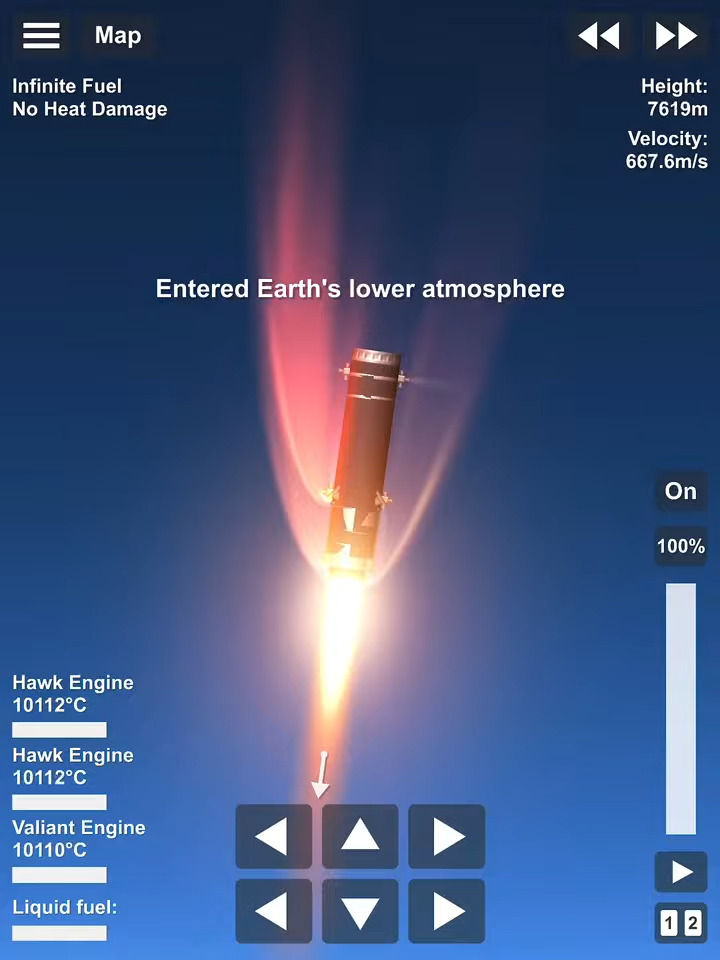 Map
Infinite Fuel
No Heat Damage
Height:
7619m
Velocity:
667.6m/s
Entered Earth's lower atmosphere
On
100%
Hawk Engine
10112°C
Hawk Engine
10112°C
Valiant Engine
10110°C
Liquid fuel:
1 2